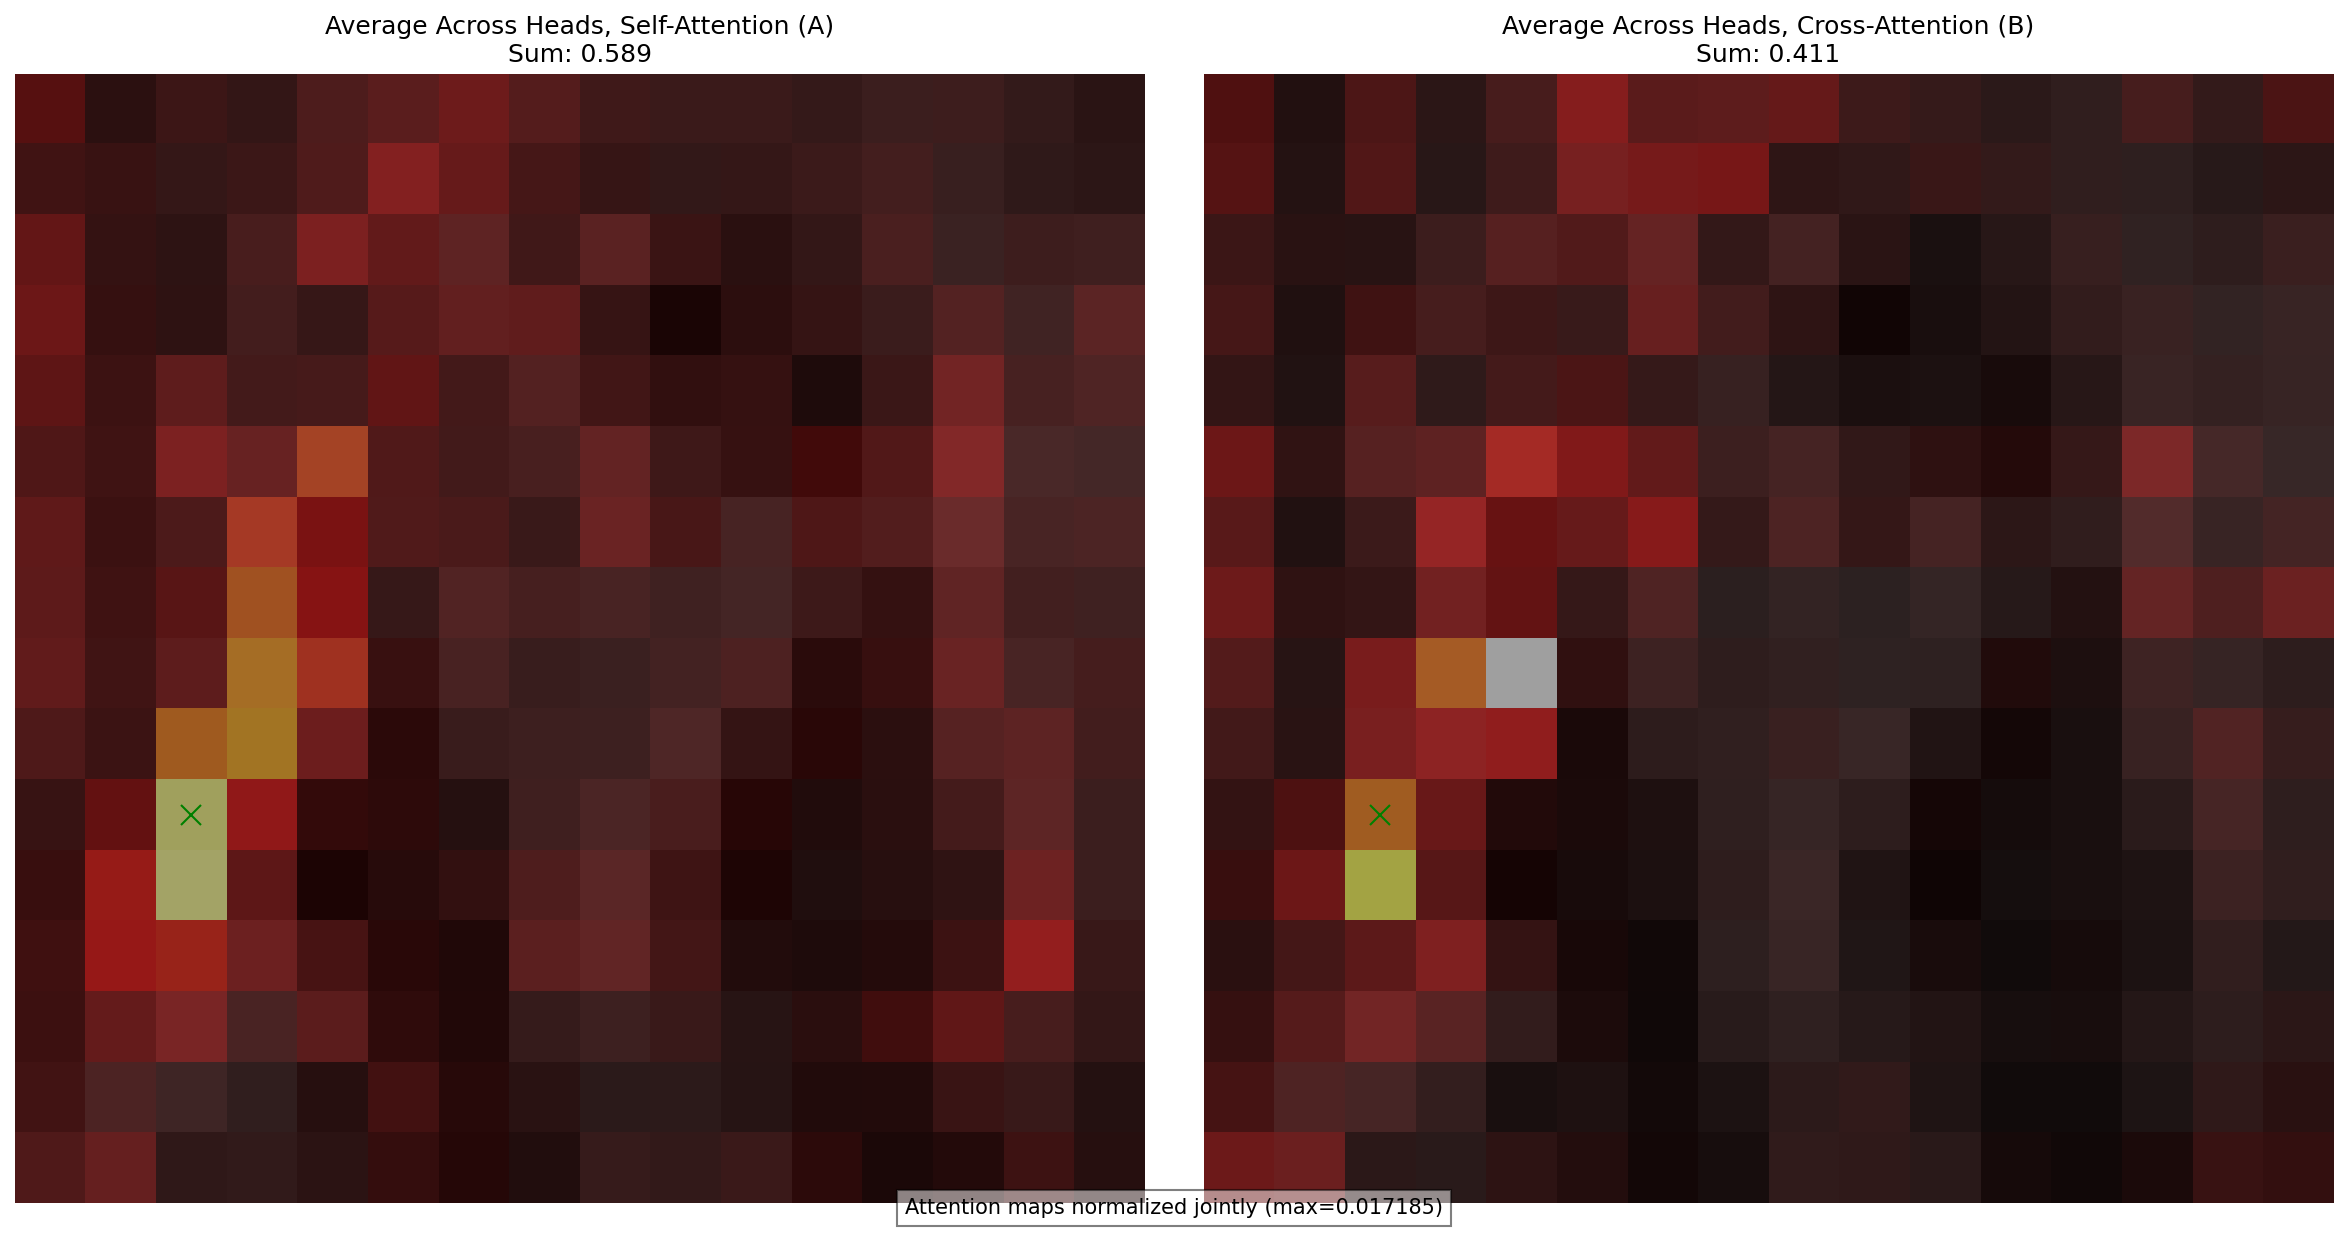 Average Across Heads, Self-Attention (A)
Sum: 0.589
Average Across Heads, Cross-Attention (B)
Sum: 0.411
Attention maps normalized jointly (max=0.017185)